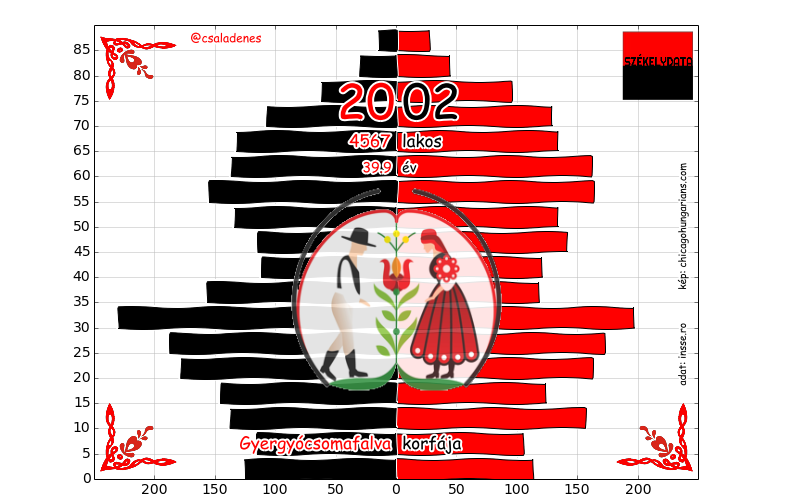 @csaladenes
SZÉKELYDATA
2002
4567 lakos
39.9 év
kép: chicagohungarians.com
adat: insse.ro
Gyergyócsomafalva korfája
85
80
75
70
65
60
55
50
45
40
35
30
25
20
15
10
5
0
200 150 100 50 0 50 100 150 200